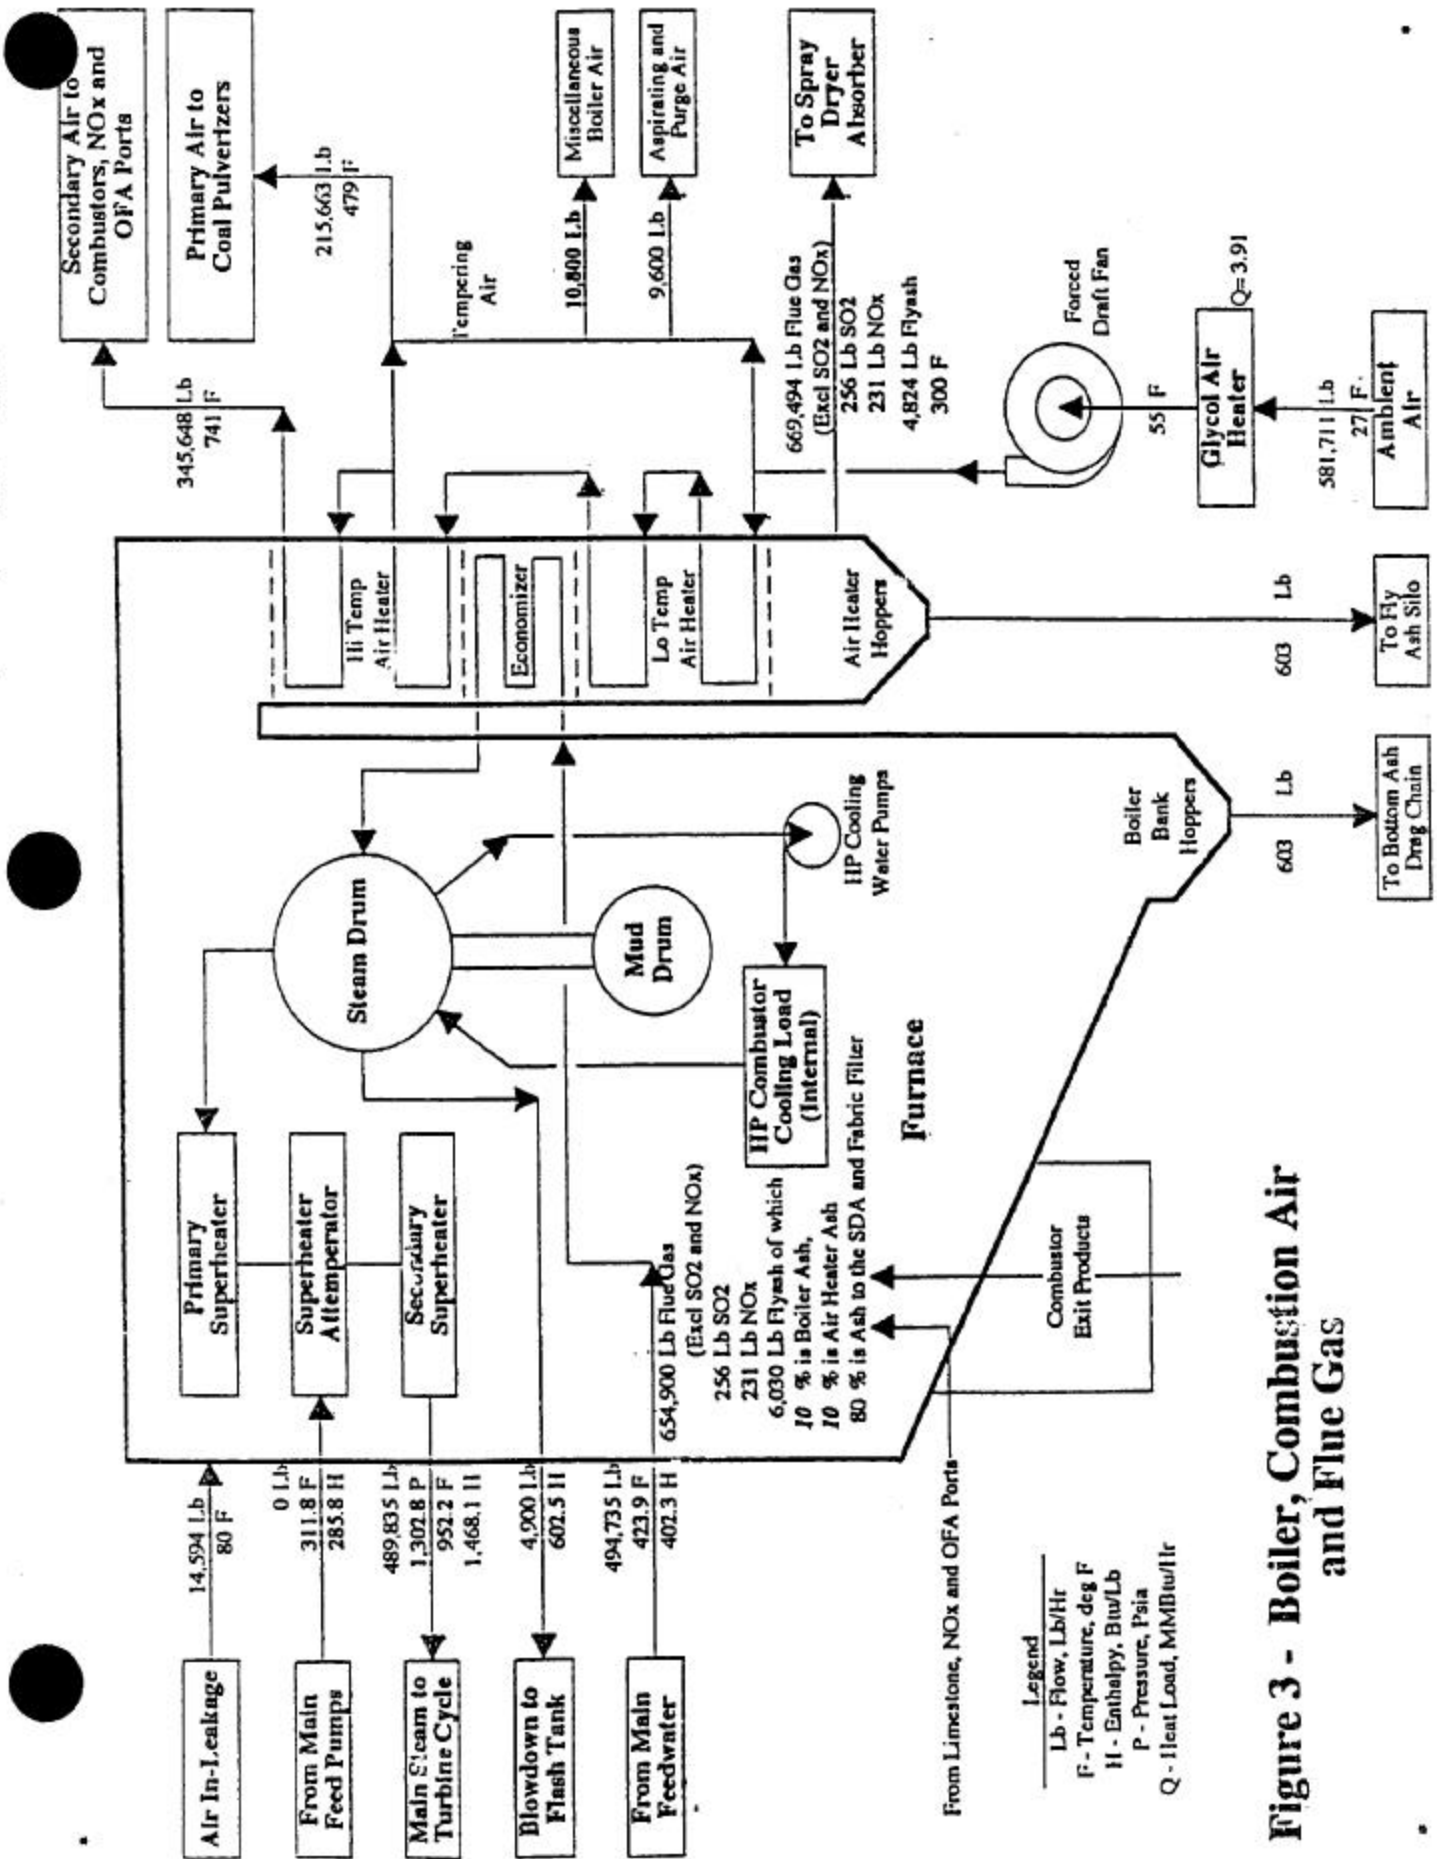 Air In-Leakage
14,594 Lb
80 F
From Main
Feed Pumps
0 Lb
311.8 F
285.8 H
Main Steam to
Turbine Cycle
489,835 Lb
1,302.8 P
952.2 F
1,468.1 H
Blowdown to
Flash Tank
4,900 Lb
602.5 H
From Main
Feedwater
494,735 Lb
423.9 F
402.3 H
Primary
Superheater
Superheater
Attemperator
Secondary
Superheater
Steam Drum
Mud
Drum
HP Combustor
Cooling Load
(Internal)
HP Cooling
Water Pumps
654,900 Lb Flue Gas
(Excl SO2 and NOx)
256 Lb SO2
231 Lb NOx
6,030 Lb Flyash of which
10 % is Boiler Ash,
10 % is Air Heater Ash
80 % is Ash to the SDA and Fabric Filter
Furnace
Combustor
Exit Products
From Limestone, NOx and OFA Ports
Boiler
Bank
Hoppers
603 Lb
To Bottom Ash
Drag Chain
Hi Temp
Air Heater
Economizer
Lo Temp
Air Heater
Air Heater
Hoppers
603 Lb
To Fly
Ash Silo
Secondary Air to
Combustors, NOx and
OFA Ports
345,648 Lb
741 F
Primary Air to
Coal Pulverizers
215,663 Lb
479 F
Tempering
Air
Miscellaneous
Boiler Air
10,800 Lb
Aspirating and
Purge Air
9,600 Lb
To Spray
Dryer
Absorber
669,494 Lb Flue Gas
(Excl SO2 and NOx)
256 Lb SO2
231 Lb NOx
4,824 Lb Flyash
300 F
Forced
Draft Fan
55 F
Glycol Air
Heater
Q=3.91
581,711 Lb
27 F.
Ambient
Air
Legend
Lb - Flow, Lb/Hr
F - Temperature, deg F
H - Enthalpy, Btu/Lb
P - Pressure, Psia
Q - Heat Load, MMBtu/Hr
Figure 3 - Boiler, Combustion Air
and Flue Gas